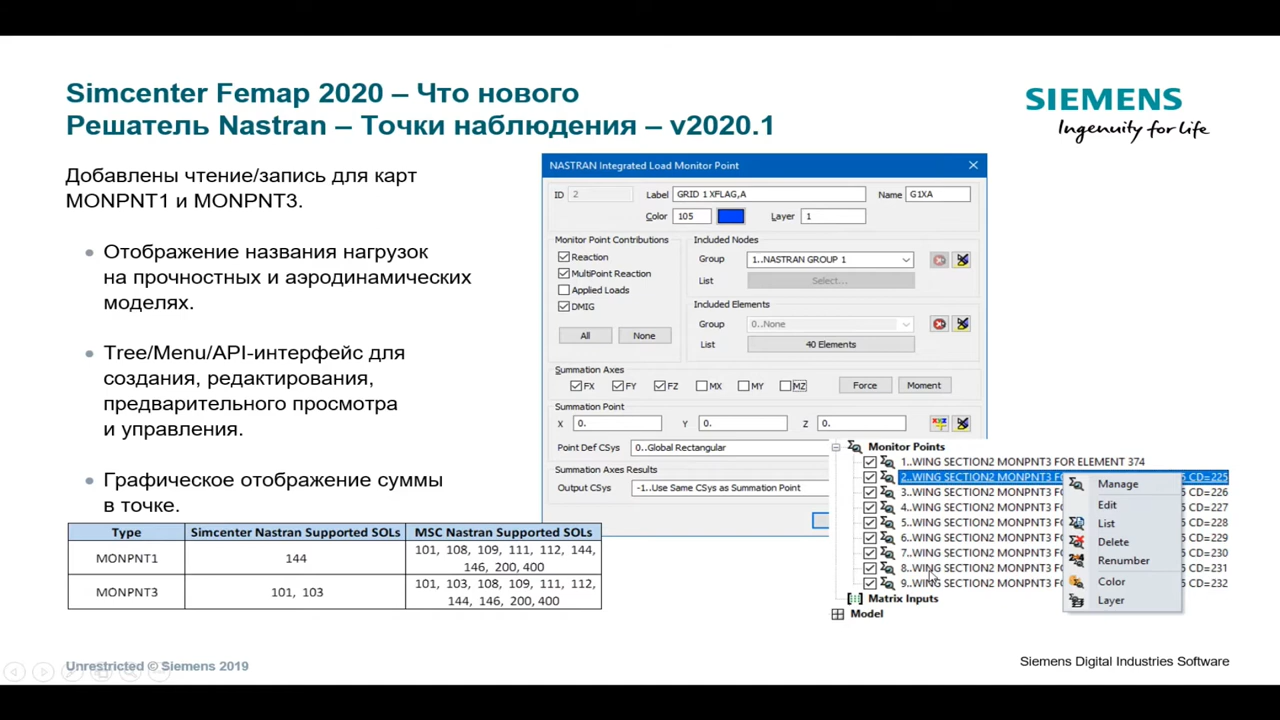 Simcenter Femap 2020 – Что нового
Решатель Nastran – Точки наблюдения – v2020.1
SIEMENS
Ingenuity for life
Добавлены чтение/запись для карт
MONPNT1 и MONPNT3.
Отображение названия нагрузок
на прочностных и аэродинамических
моделях.
Tree/Menu/API-интерфейс для
создания, редактирования,
предварительного просмотра
и управления.
Графическое отображение суммы
в точке.
Type Simcenter Nastran Supported SOLs MSC Nastran Supported SOLs
MONPNT1 144 101, 108, 109, 111, 112, 144,
146, 200, 400
MONPNT3 101, 103 101, 103, 108, 109, 111, 112,
144, 146, 200, 400
NASTRAN Integrated Load Monitor Point
ID 2 Label GRID 1 XFLAG,A Name G1XA
Color 105 Layer 1
Monitor Point Contributions
Reaction
MultiPoint Reaction
Applied Loads
DMIG
All None
Included Nodes
Group 1..NASTRAN GROUP 1
List Select...
Included Elements
Group 0..None
List 40 Elements
Summation Axes
FX FY FZ MX MY MZ Force Moment
Summation Point
X 0. Y 0. Z 0.
Point Def CSys 0..Global Rectangular
Summation Axes Results
Output CSys -1..Use Same CSys as Summation Point
Monitor Points
1..WING SECTION2 MONPNT3 FOR ELEMENT 374
2..WING SECTION2 MONPNT3 F 5 CD=225
3..WING SECTION2 MONPNT3 F 5 CD=226
4..WING SECTION2 MONPNT3 F 5 CD=227
5..WING SECTION2 MONPNT3 F 5 CD=228
6..WING SECTION2 MONPNT3 F 5 CD=229
7..WING SECTION2 MONPNT3 F 5 CD=230
8..WING SECTION2 MONPNT3 F 5 CD=231
9..WING SECTION2 MONPNT3 F 5 CD=232
Matrix Inputs
Model
Manage
Edit
List
Delete
Renumber
Color
Layer
Unrestricted © Siemens 2019
Siemens Digital Industries Software